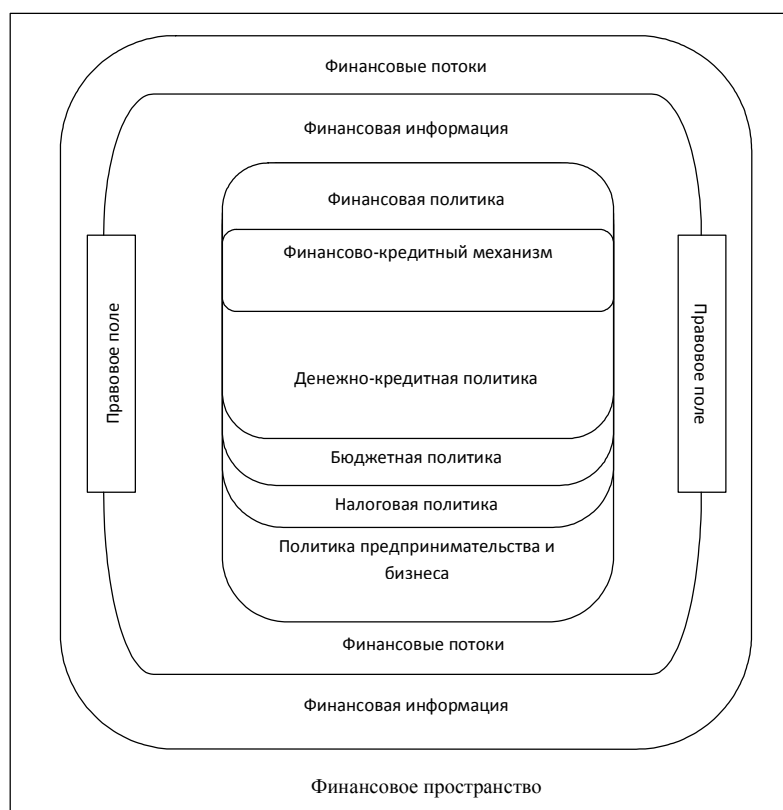 Финансовые потоки
Финансовая информация
Финансовая политика
Финансово-кредитный механизм
Правовое поле
Правовое поле
Денежно-кредитная политика
Бюджетная политика
Налоговая политика
Политика предпринимательства и
бизнеса
Финансовые потоки
Финансовая информация
Финансовое пространство